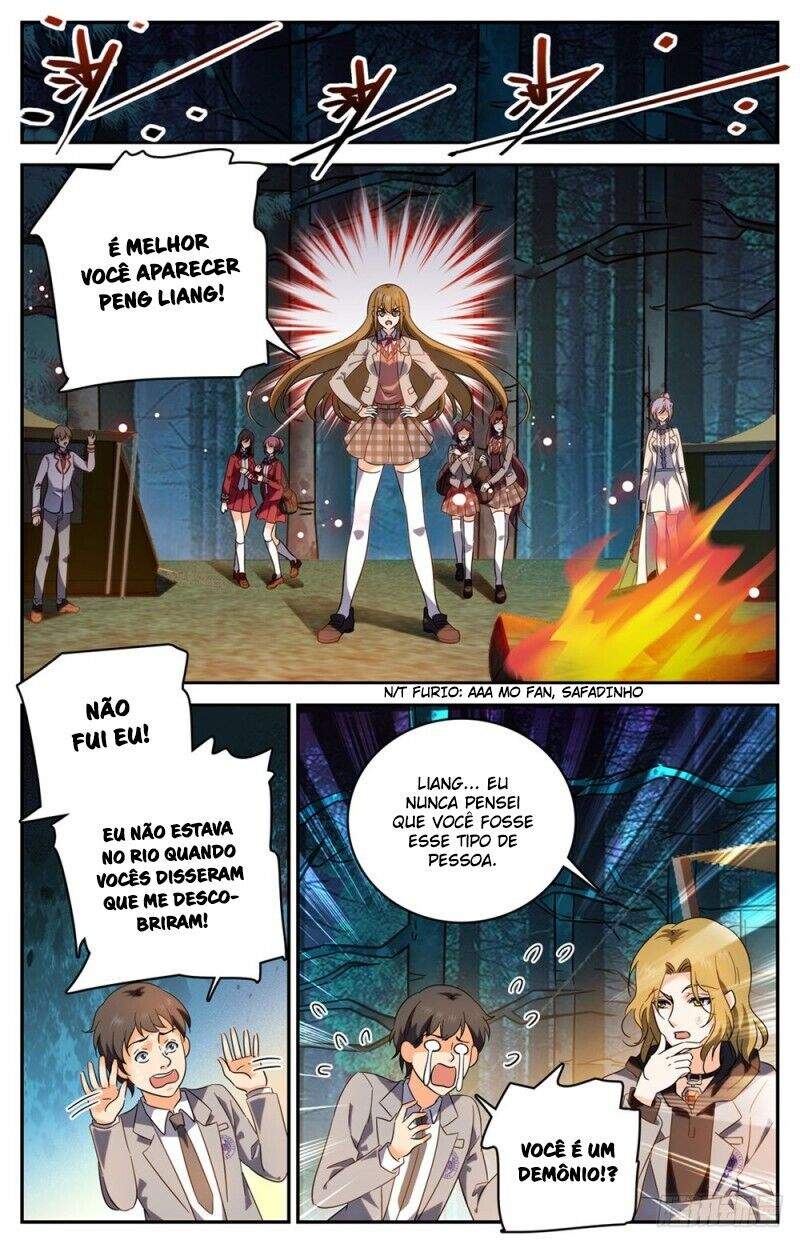 É MELHOR
VOCÊ APARECER
PENG LIANG!
N/T FURIO: AAA MO FAN, SAFADINHO
NÃO
FUI EU!
EU NÃO ESTAVA
NO RIO QUANDO
VOCÊS DISSERAM
QUE ME DESCO-
BRIRAM!
LIANG... EU
NUNCA PENSEI
QUE VOCÊ FOSSE
ESSE TIPO DE
PESSOA.
VOCÊ É UM
DEMÔNIO!?